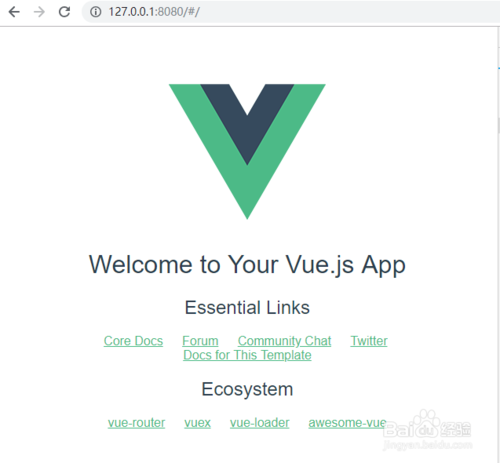 127.0.0.1:8080/#/
Welcome to Your Vue.js App
Essential Links
Core Docs Forum Community Chat Twitter
Docs for This Template
Ecosystem
vue-router vuex vue-loader awesome-vue
Bai du 经验
jingyan.baidu.com